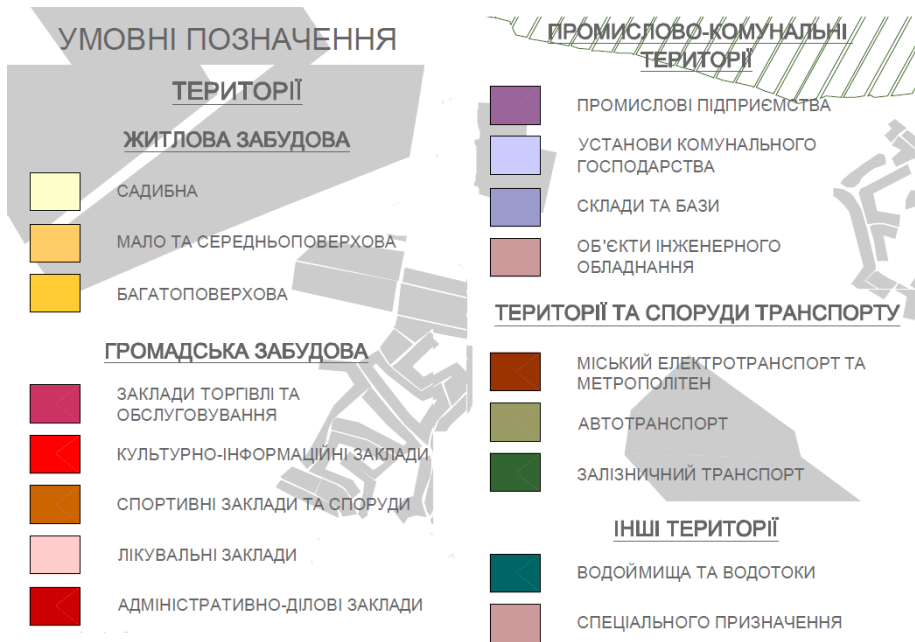 УМОВНІ ПОЗНАЧЕННЯ
ТЕРИТОРІЇ
ЖИТЛОВА ЗАБУДОВА
САДИБНА
МАЛО ТА СЕРЕДНЬОПОВЕРХОВА
БАГАТОПОВЕРХОВА
ГРОМАДСЬКА ЗАБУДОВА
ЗАКЛАДИ ТОРГІВЛІ ТА
ОБСЛУГОВУВАННЯ
КУЛЬТУРНО-ІНФОРМАЦІЙНІ ЗАКЛАДИ
СПОРТИВНІ ЗАКЛАДИ ТА СПОРУДИ
ЛІКУВАЛЬНІ ЗАКЛАДИ
АДМІНІСТРАТИВНО-ДІЛОВІ ЗАКЛАДИ
ПРОМИСЛОВО-КОМУНАЛЬНІ
ТЕРИТОРІЇ
ПРОМИСЛОВІ ПІДПРИЄМСТВА
УСТАНОВИ КОМУНАЛЬНОГО
ГОСПОДАРСТВА
СКЛАДИ ТА БАЗИ
ОБ'ЄКТИ ІНЖЕНЕРНОГО
ОБЛАДНАННЯ
ТЕРИТОРІЇ ТА СПОРУДИ ТРАНСПОРТУ
МІСЬКИЙ ЕЛЕКТРОТРАНСПОРТ ТА
МЕТРОПОЛІТЕН
АВТОТРАНСПОРТ
ЗАЛІЗНИЧНИЙ ТРАНСПОРТ
ІНШІ ТЕРИТОРІЇ
ВОДОЙМИЩА ТА ВОДОТОКИ
СПЕЦІАЛЬНОГО ПРИЗНАЧЕННЯ